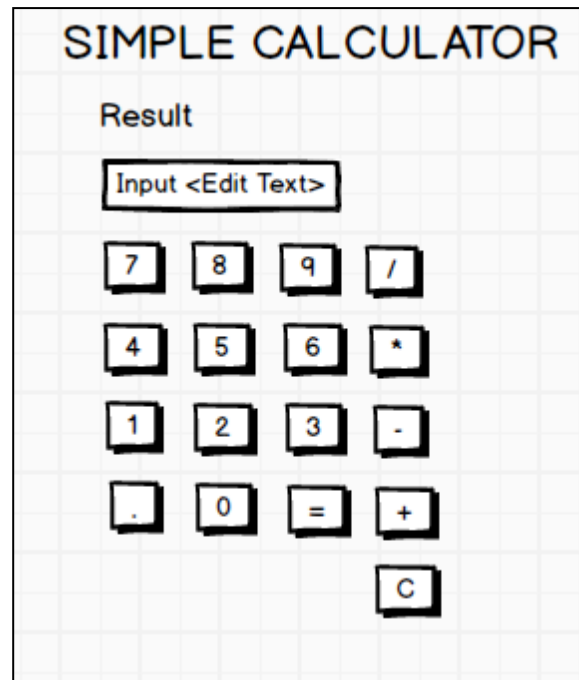 SIMPLE CALCULATOR
Result
Input <Edit Text>
7 8 9 /
4 5 6 *
1 2 3 -
. 0 = +
C